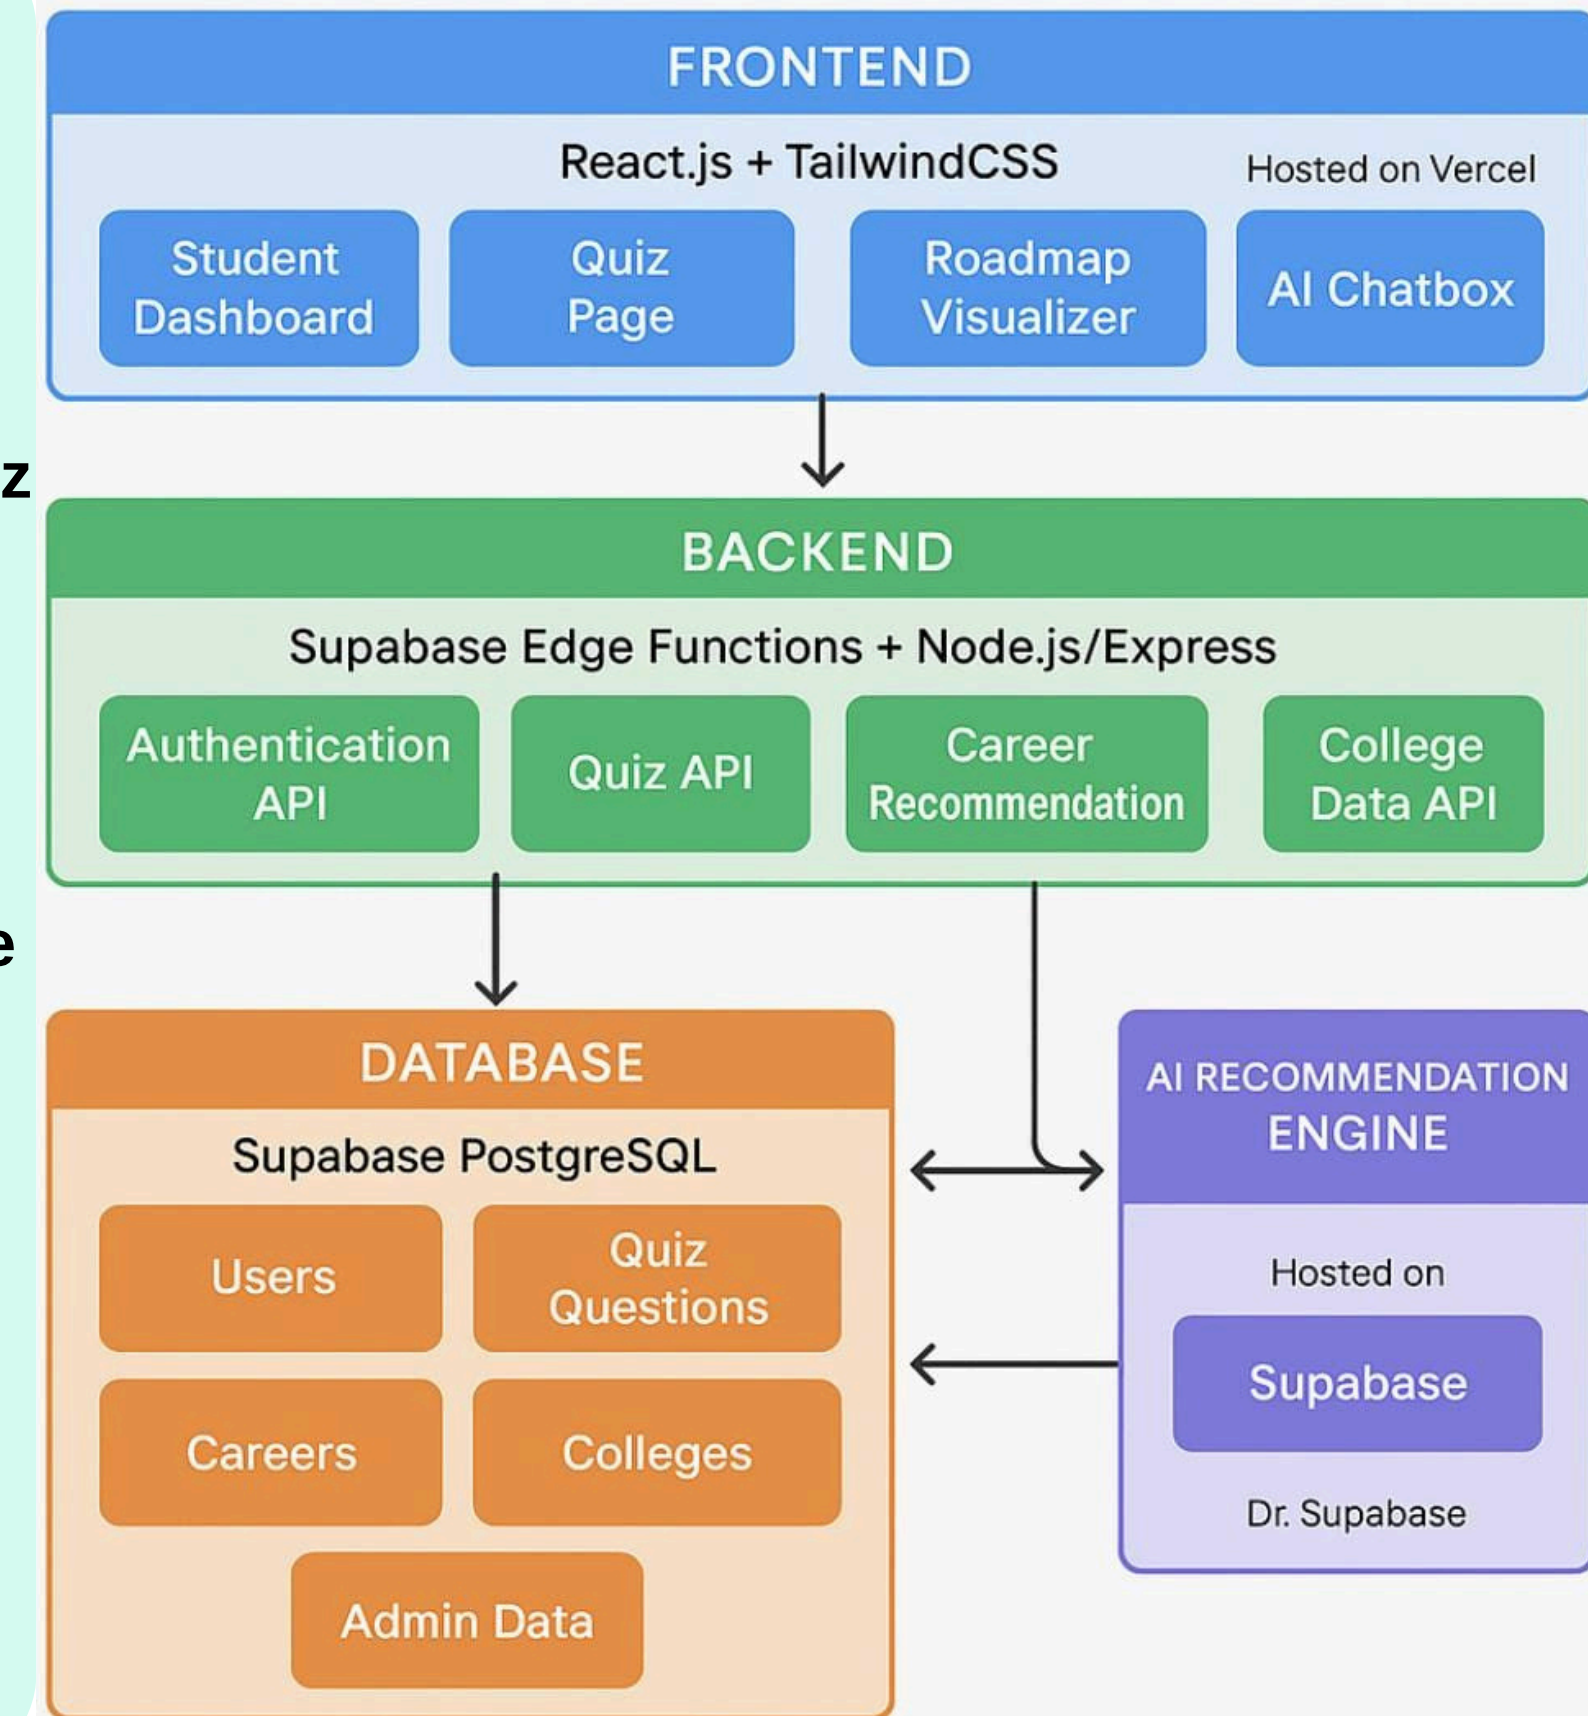 FRONTEND
React.js + TailwindCSS
Hosted on Vercel
Student
Dashboard
Quiz
Page
Roadmap
Visualizer
AI Chatbox
z
BACKEND
Supabase Edge Functions + Node.js/Express
Authentication
API
Quiz API
Career
Recommendation
College
Data API
e
DATABASE
Supabase PostgreSQL
Users
Quiz
Questions
Careers
Colleges
Admin Data
AI RECOMMENDATION
ENGINE
Hosted on
Supabase
Dr. Supabase